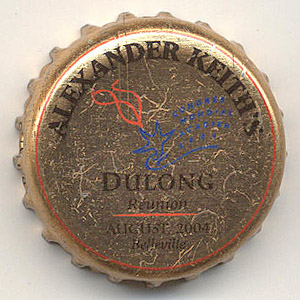 ALEXANDER KEITH'S
DULONG
Réunion
AUGUST, 2004
Belleville